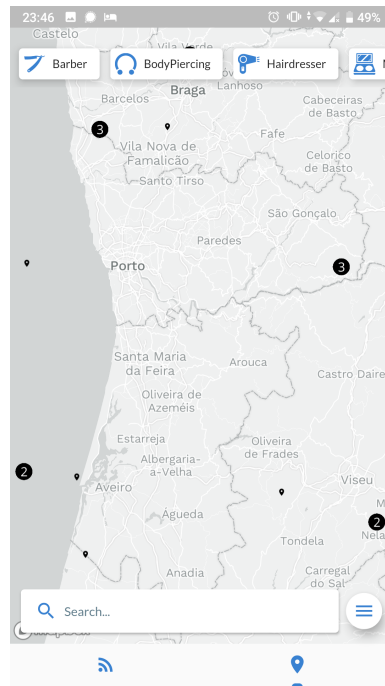 23:46
49%
Castelo
Vila Verde
Barber
BodyPiercing
Hairdresser
Lanhoso
Braga
Barcelos
Cabeceiras
de Basto
3
Fafe
Vila Nova de
Famalicão
Celorico
de Basto
Santo Tirso
São Gonçalo
Paredes
Porto
3
Santa Maria
da Feira
Arouca
Castro Daire
Oliveira de
Azeméis
Estarreja
Oliveira
de Frades
Albergaria-
a-Velha
2
Viseu
Aveiro
Águeda
2
Tondela
Carregal
do Sal
Anadia
Search...